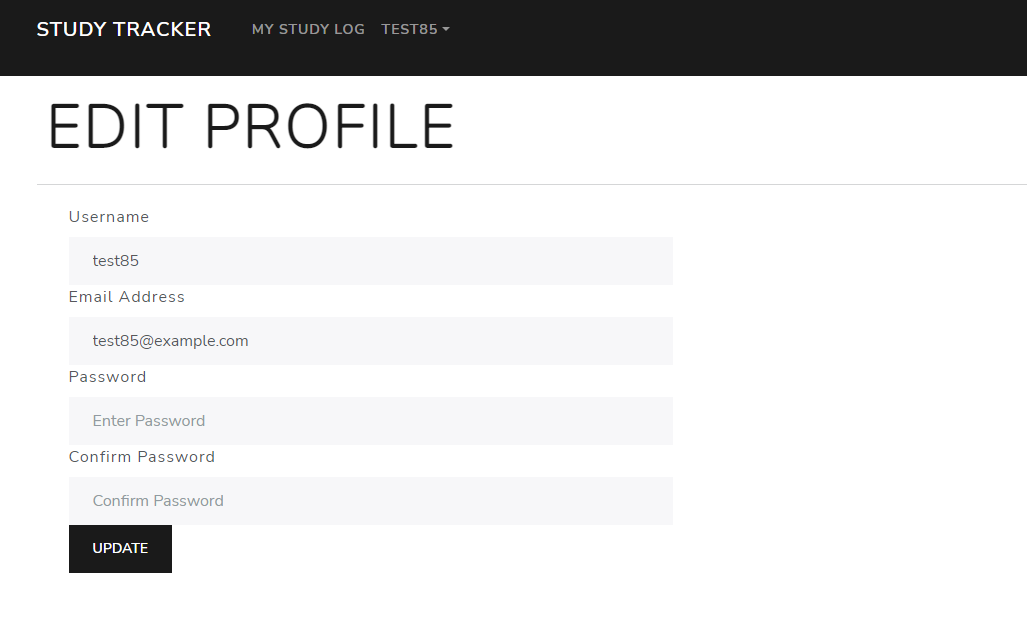 STUDY TRACKER MY STUDY LOG TEST85
EDIT PROFILE
Username
test85
Email Address
test85@example.com
Password
Enter Password
Confirm Password
Confirm Password
UPDATE